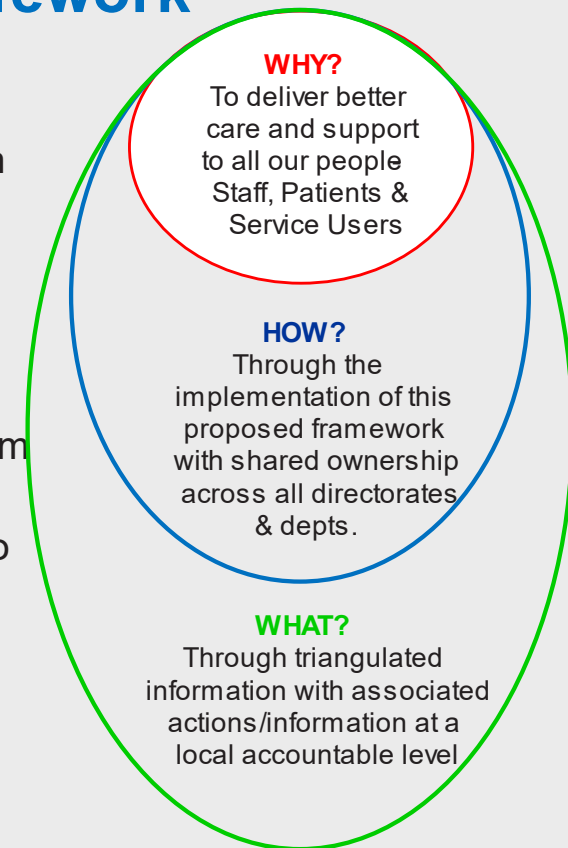 ework
WHY?
To deliver better
care and support
to all our people
Staff, Patients &
Service Users
HOW?
Through the
implementation of this
proposed framework
with shared ownership
across all directorates
& depts.
WHAT?
Through triangulated
information with associated
actions/information at a
local accountable level